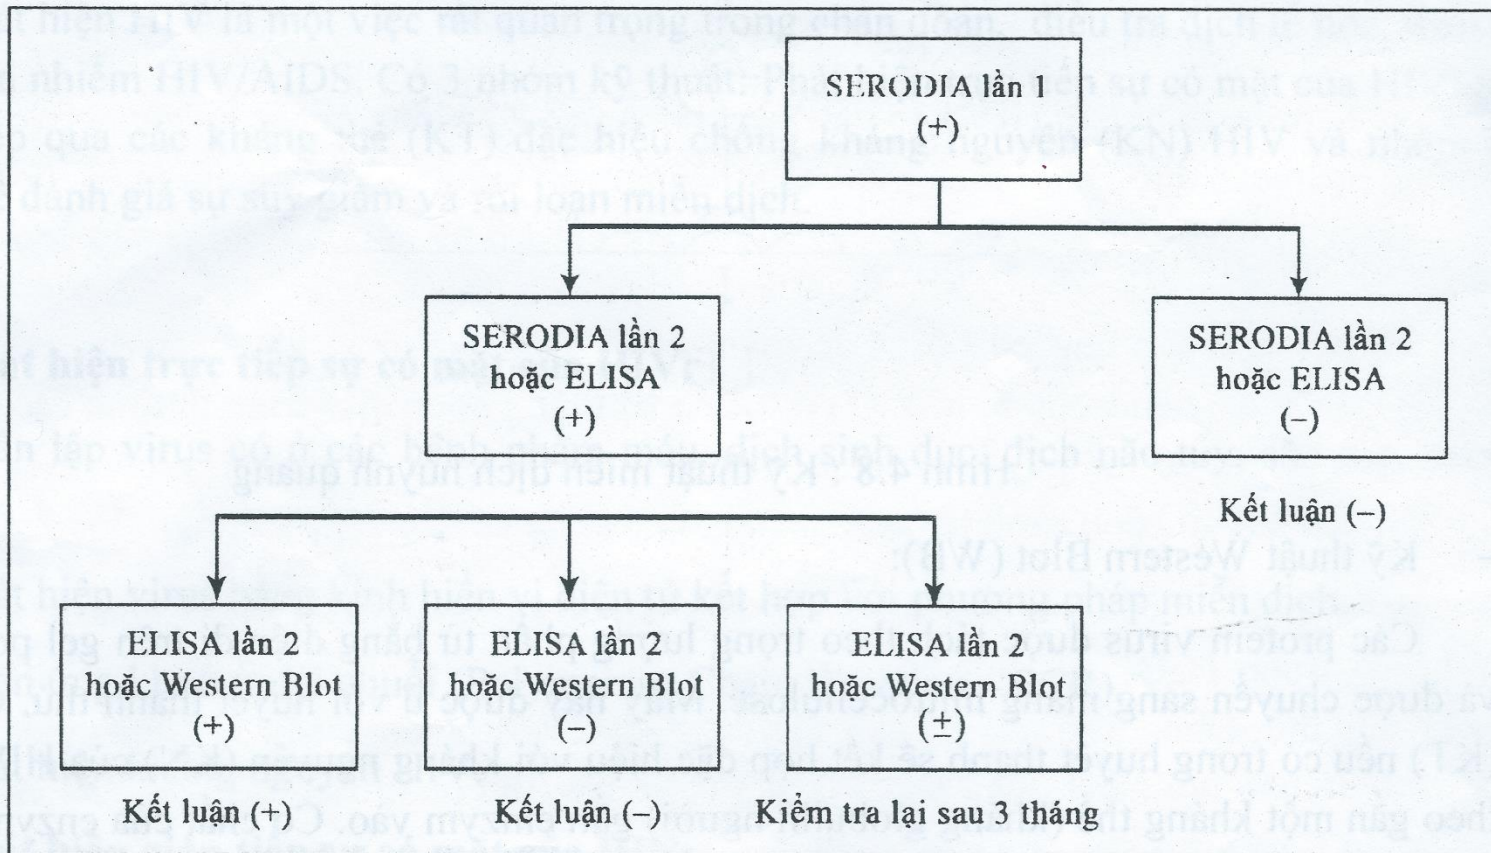 SERODIA lần 1
(+)
SERODIA lần 2
hoặc ELISA
(+)
SERODIA lần 2
hoặc ELISA
(–)
Kết luận (–)
ELISA lần 2
hoặc Western Blot
(+)
ELISA lần 2
hoặc Western Blot
(–)
ELISA lần 2
hoặc Western Blot
(±)
Kết luận (+)
Kết luận (–)
Kiểm tra lại sau 3 tháng